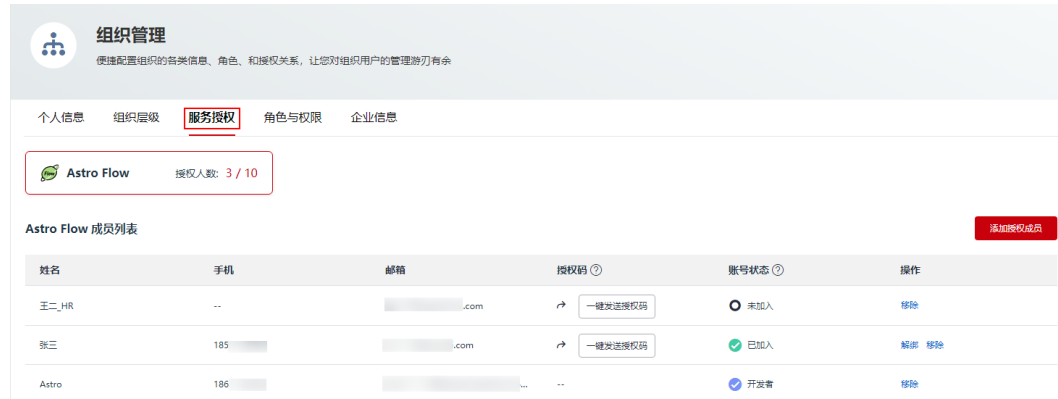 组织管理
便捷配置组织的各类信息、角色、和授权关系，让您对组织用户的管理游刃有余
个人信息 组织层级 服务授权 角色与权限 企业信息
Flow Astro Flow 授权人数: 3 / 10
Astro Flow 成员列表 添加授权成员
姓名 手机 邮箱 授权码 ? 账号状态 ? 操作
王二_HR -- .com 一键发送授权码 未加入 移除
张三 185 .com 一键发送授权码 已加入 解绑 移除
Astro 186 ... -- 开发者 移除